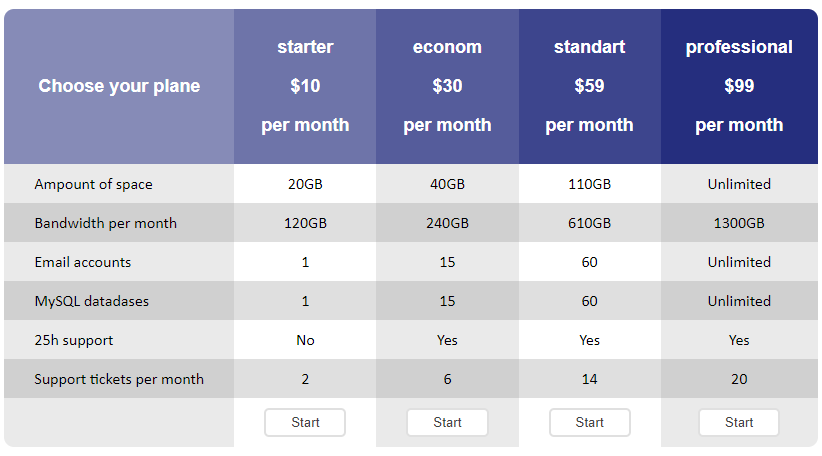 starter econom standart professional
Choose your plane $10 $30 $59 $99
per month per month per month per month
Ampount of space 20GB 40GB 110GB Unlimited
Bandwidth per month 120GB 240GB 610GB 1300GB
Email accounts 1 15 60 Unlimited
MySQL datadases 1 15 60 Unlimited
25h support No Yes Yes Yes
Support tickets per month 2 6 14 20
Start Start Start Start